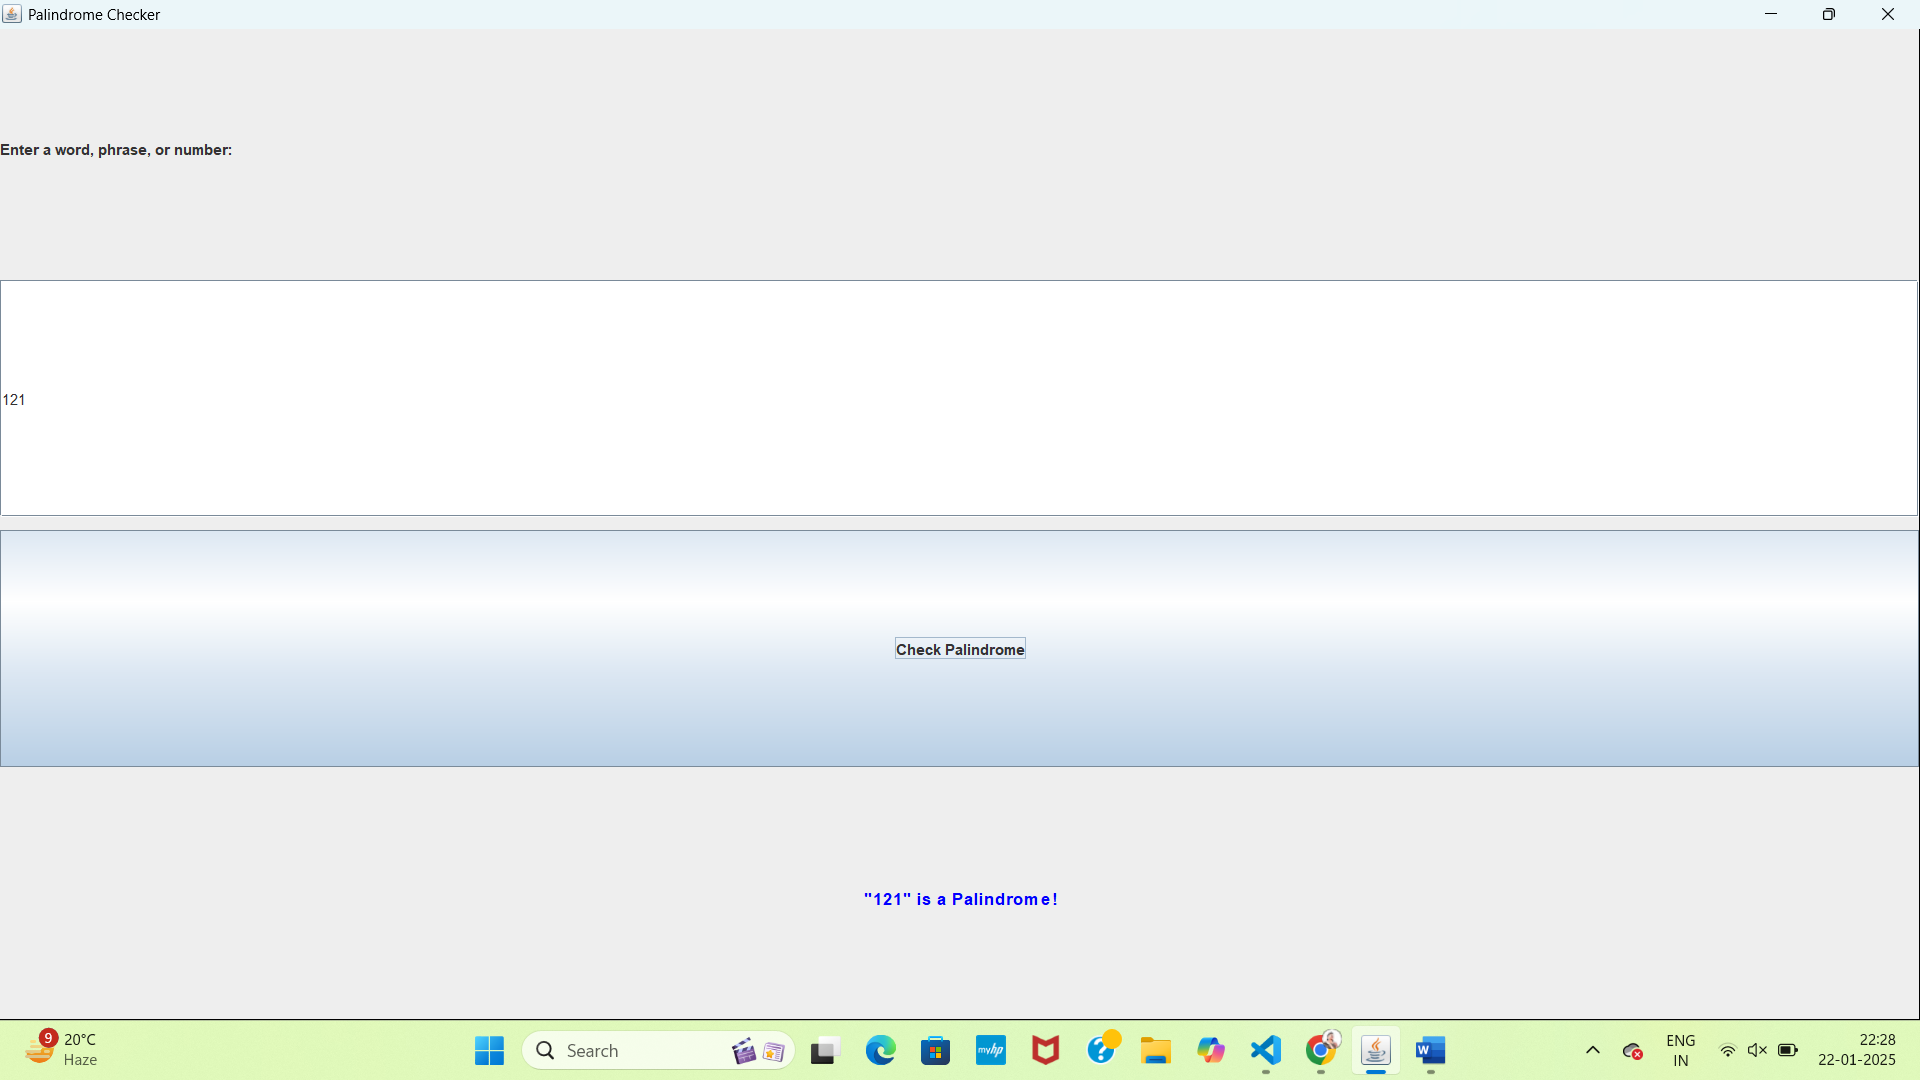 Palindrome Checker
Enter a word, phrase, or number:
121
Check Palindrome
"121" is a Palindrome!
9
20°C
Haze
Search
myhp
?
W
ENG
IN
22:28
22-01-2025